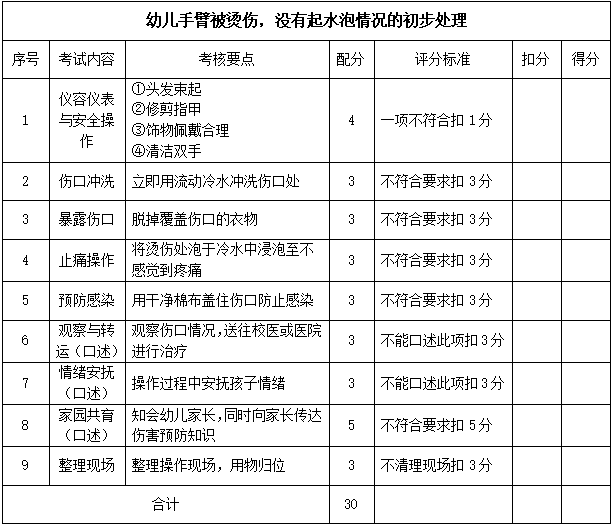 幼儿手臂被烫伤，没有起水泡情况的初步处理
序号 考试内容 考核要点 配分 评分标准 扣分 得分
1 仪容仪表与安全操作 ①头发束起 4 一项不符合扣1分
②修剪指甲
③饰物佩戴合理
④清洁双手
2 伤口冲洗 立即用流动冷水冲洗伤口处 3 不符合要求扣3分
3 暴露伤口 脱掉覆盖伤口的衣物 3 不符合要求扣3分
4 止痛操作 将烫伤处泡于冷水中浸泡至不 3 不符合要求扣3分
感觉到疼痛
5 预防感染 用干净棉布盖住伤口防止感染 3 不符合要求扣3分
6 观察与转运（口述） 观察伤口情况，送往校医或医院 3 不能口述此项扣3分
进行治疗
7 情绪安抚（口述） 操作过程中安抚孩子情绪 3 不能口述此项扣3分
8 家园共育（口述） 知会幼儿家长，同时向家长传达 5 不符合要求扣5分
伤害预防知识
9 整理现场 整理操作现场，用物归位 3 不清理现场扣3分
合计 30